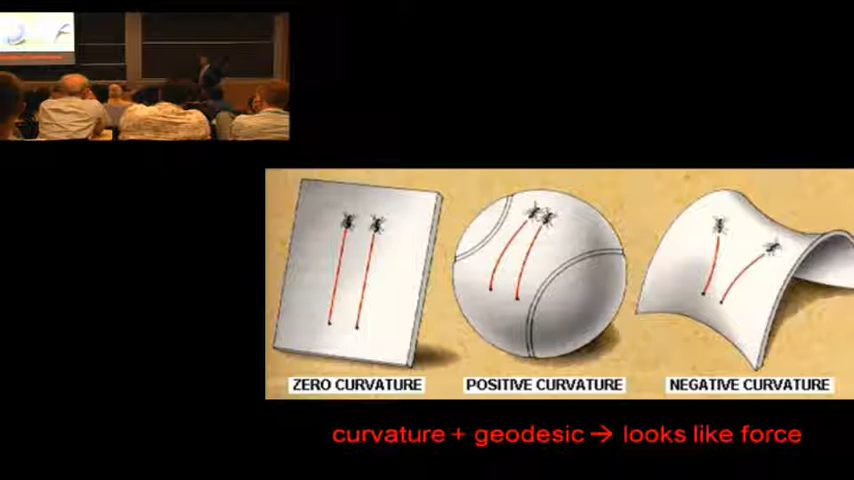 ZERO CURVATURE
POSITIVE CURVATURE
NEGATIVE CURVATURE
curvature + geodesic → looks like force